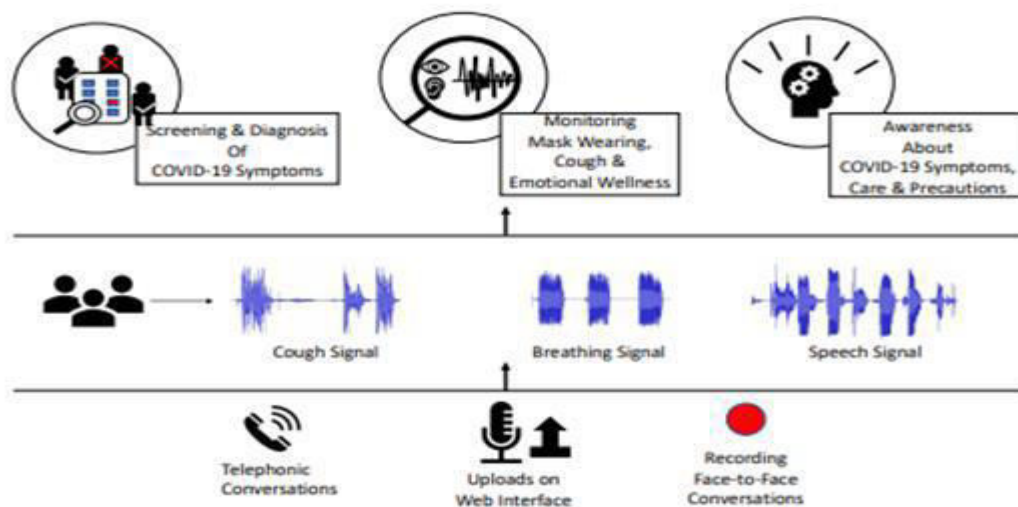 Screening & Diagnosis
Of
COVID-19 Symptoms
Monitoring
Mask Wearing,
Cough &
Emotional Wellness
Awareness
About
COVID-19 Symptoms,
Care & Precautions
Cough Signal
Breathing Signal
Speech Signal
Telephonic
Conversations
Uploads on
Web Interface
Recording
Face-to-Face
Conversations